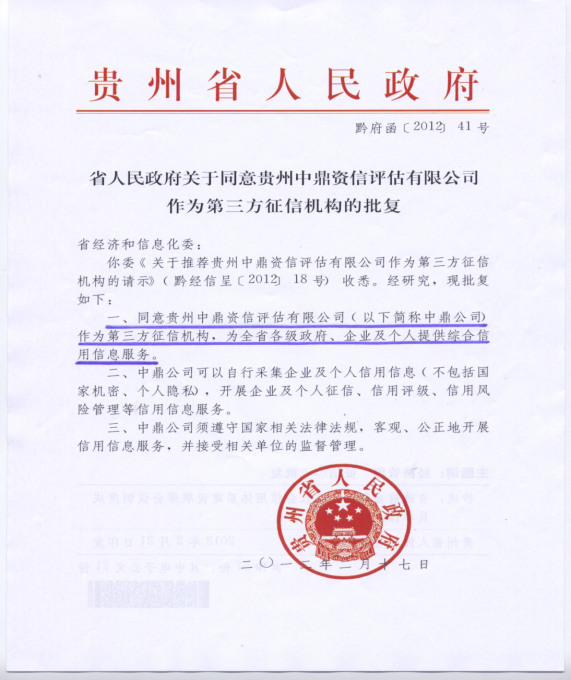 贵州省人民政府
黔府函〔2012〕41号
省人民政府关于同意贵州中鼎资信评估有限公司
作为第三方征信机构的批复
省经济和信息化委：
你委《关于推荐贵州中鼎资信评估有限公司作为第三方征信
机构的请示》（黔经信呈〔2012〕18号）收悉。经研究，现批复
如下：
一、同意贵州中鼎资信评估有限公司（以下简称中鼎公司）
作为第三方征信机构，为全省各级政府、企业及个人提供综合信
用信息服务。
二、中鼎公司可以自行采集企业及个人信用信息（不包括国
家机密、个人隐私），开展企业及个人征信、信用评级、信用风
险管理等信用信息服务。
三、中鼎公司须遵守国家相关法律法规，客观、公正地开展
信用信息服务，并接受相关单位的监督管理。
贵州省人民政府
二〇一二年二月十七日